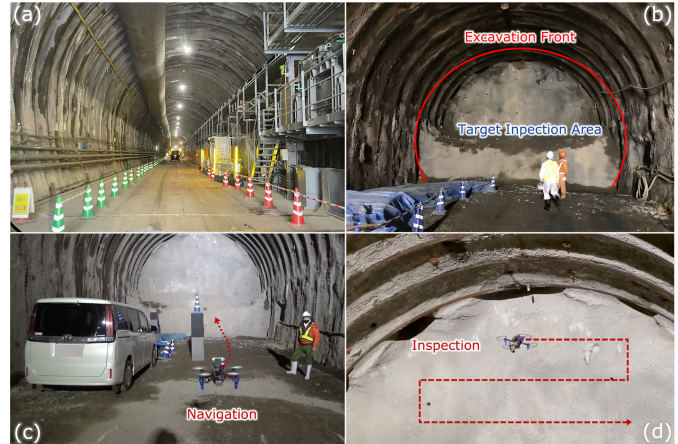 (a)
(b)
Excavation Front
Target Inpection Area
(c)
Navigation
Inspection
(d)